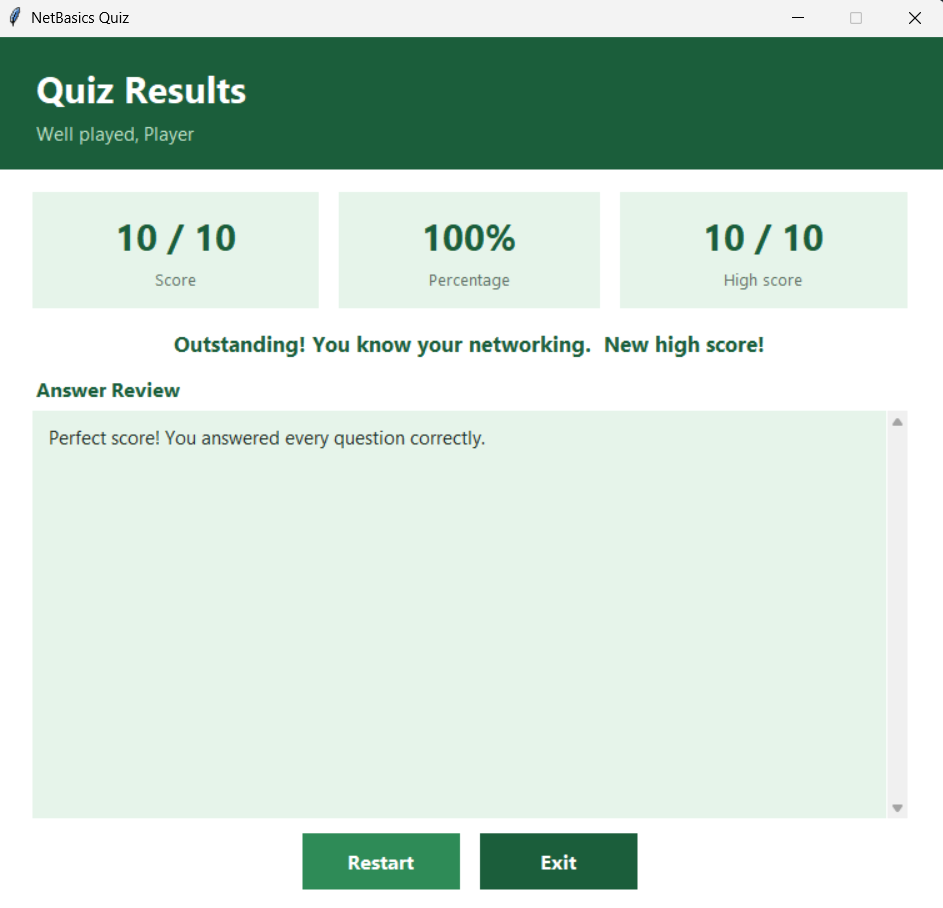 NetBasics Quiz
Quiz Results
Well played, Player
10 / 10
Score
100%
Percentage
10 / 10
High score
Outstanding! You know your networking.  New high score!
Answer Review
Perfect score! You answered every question correctly.
Restart
Exit